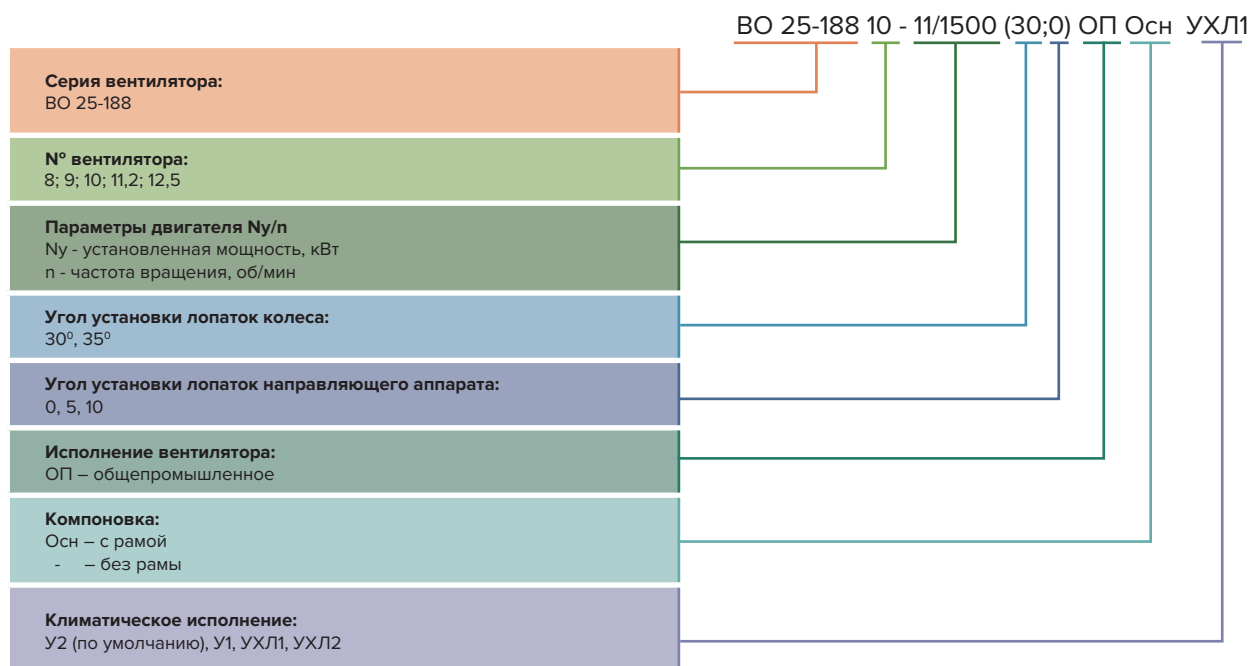 ВО 25-188 10 - 11/1500 (30;0) ОП Осн УХЛ1
Серия вентилятора:
ВО 25-188
Nº вентилятора:
8; 9; 10; 11,2; 12,5
Параметры двигателя Ny/n
Ny - установленная мощность, кВт
n - частота вращения, об/мин
Угол установки лопаток колеса:
30⁰, 35⁰
Угол установки лопаток направляющего аппарата:
0, 5, 10
Исполнение вентилятора:
ОП – общепромышленное
Компоновка:
Осн – с рамой
- – без рамы
Климатическое исполнение:
У2 (по умолчанию), У1, УХЛ1, УХЛ2